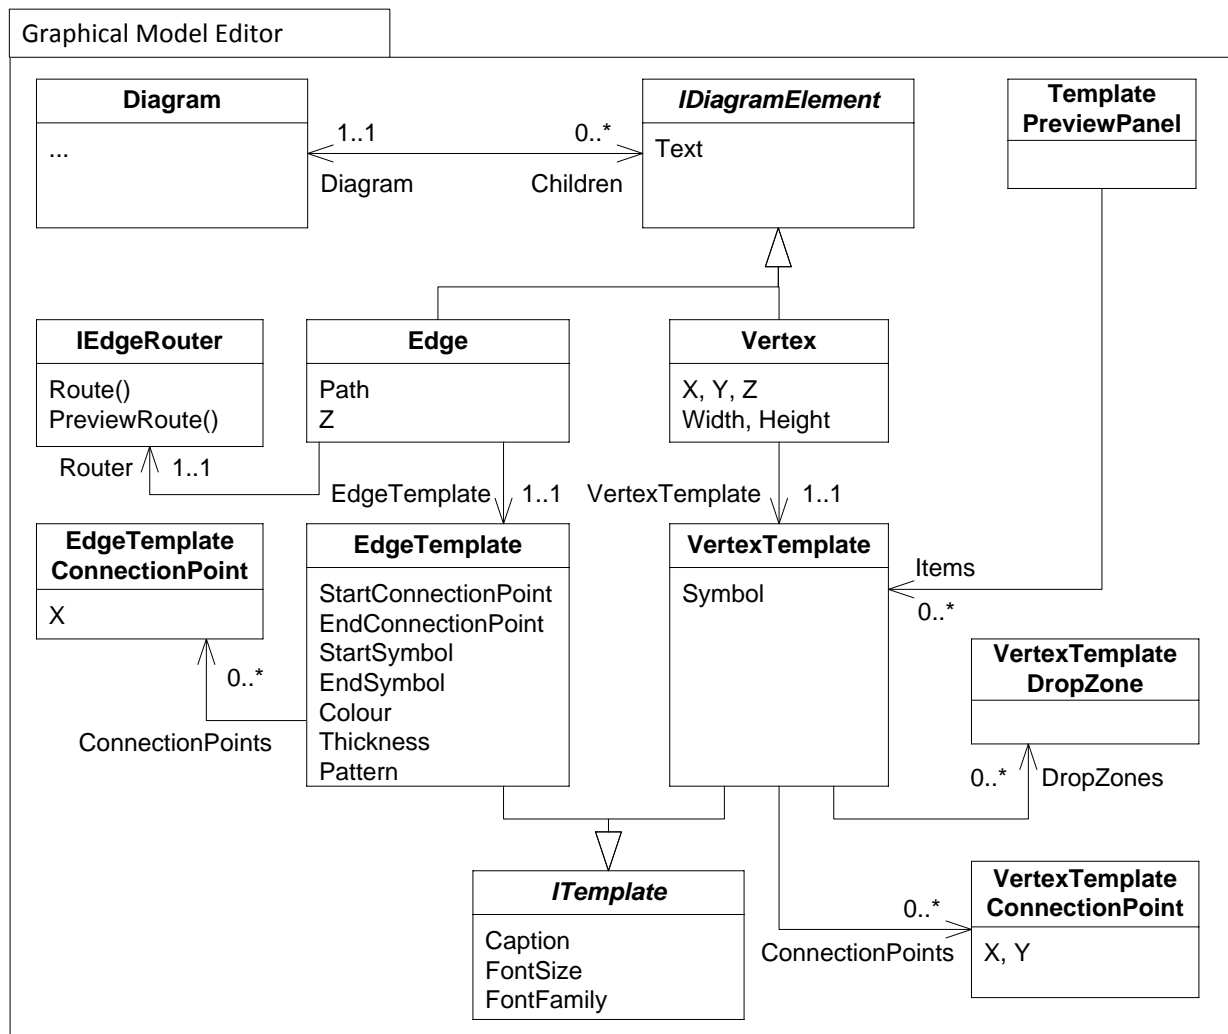 Graphical Model Editor
Diagram
...
1..1
Diagram
0..*
Children
IDiagramElement
Text
Template
PreviewPanel
IEdgeRouter
Route()
PreviewRoute()
Router
1..1
Edge
Path
Z
EdgeTemplate
1..1
Vertex
X, Y, Z
Width, Height
VertexTemplate
1..1
EdgeTemplate
ConnectionPoint
X
0..*
ConnectionPoints
EdgeTemplate
StartConnectionPoint
EndConnectionPoint
StartSymbol
EndSymbol
Colour
Thickness
Pattern
VertexTemplate
Symbol
Items
0..*
VertexTemplate
DropZone
0..*
DropZones
ITemplate
Caption
FontSize
FontFamily
0..*
ConnectionPoints
VertexTemplate
ConnectionPoint
X, Y